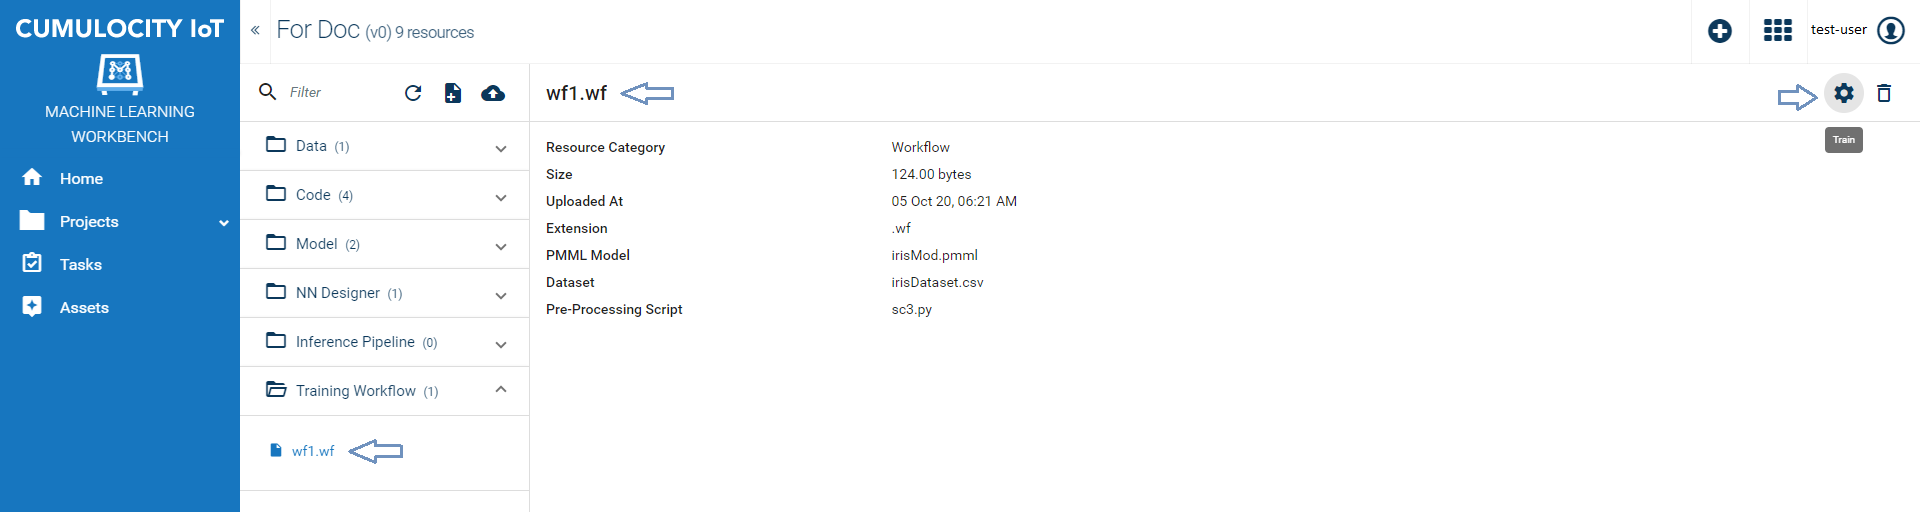 CUMULOCITY IoT
MACHINE LEARNING
WORKBENCH
Home
Projects
Tasks
Assets
« For Doc (v0) 9 resources
test-user
Filter
Data (1)
Code (4)
Model (2)
NN Designer (1)
Inference Pipeline (0)
Training Workflow (1)
wf1.wf
wf1.wf
Train
Resource Category Workflow
Size 124.00 bytes
Uploaded At 05 Oct 20, 06:21 AM
Extension .wf
PMML Model irisMod.pmml
Dataset irisDataset.csv
Pre-Processing Script sc3.py